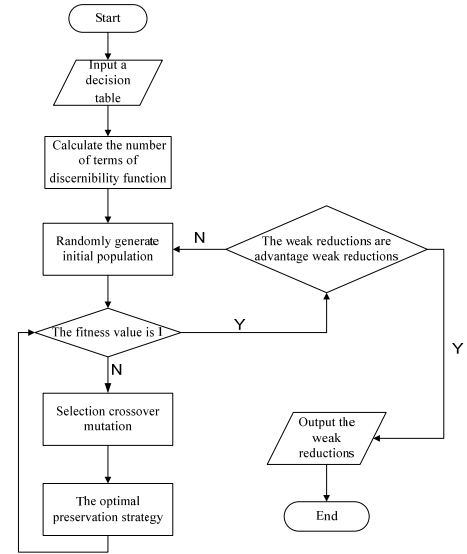 Start
Input a
decision
table
Calculate the number
of terms of
discernibility function
Randomly generate
initial population
N
The weak reductions are
advantage weak reductions
The fitness value is 1
Y
Y
N
Selection crossover
mutation
Output the
weak
reductions
The optimal
preservation strategy
End